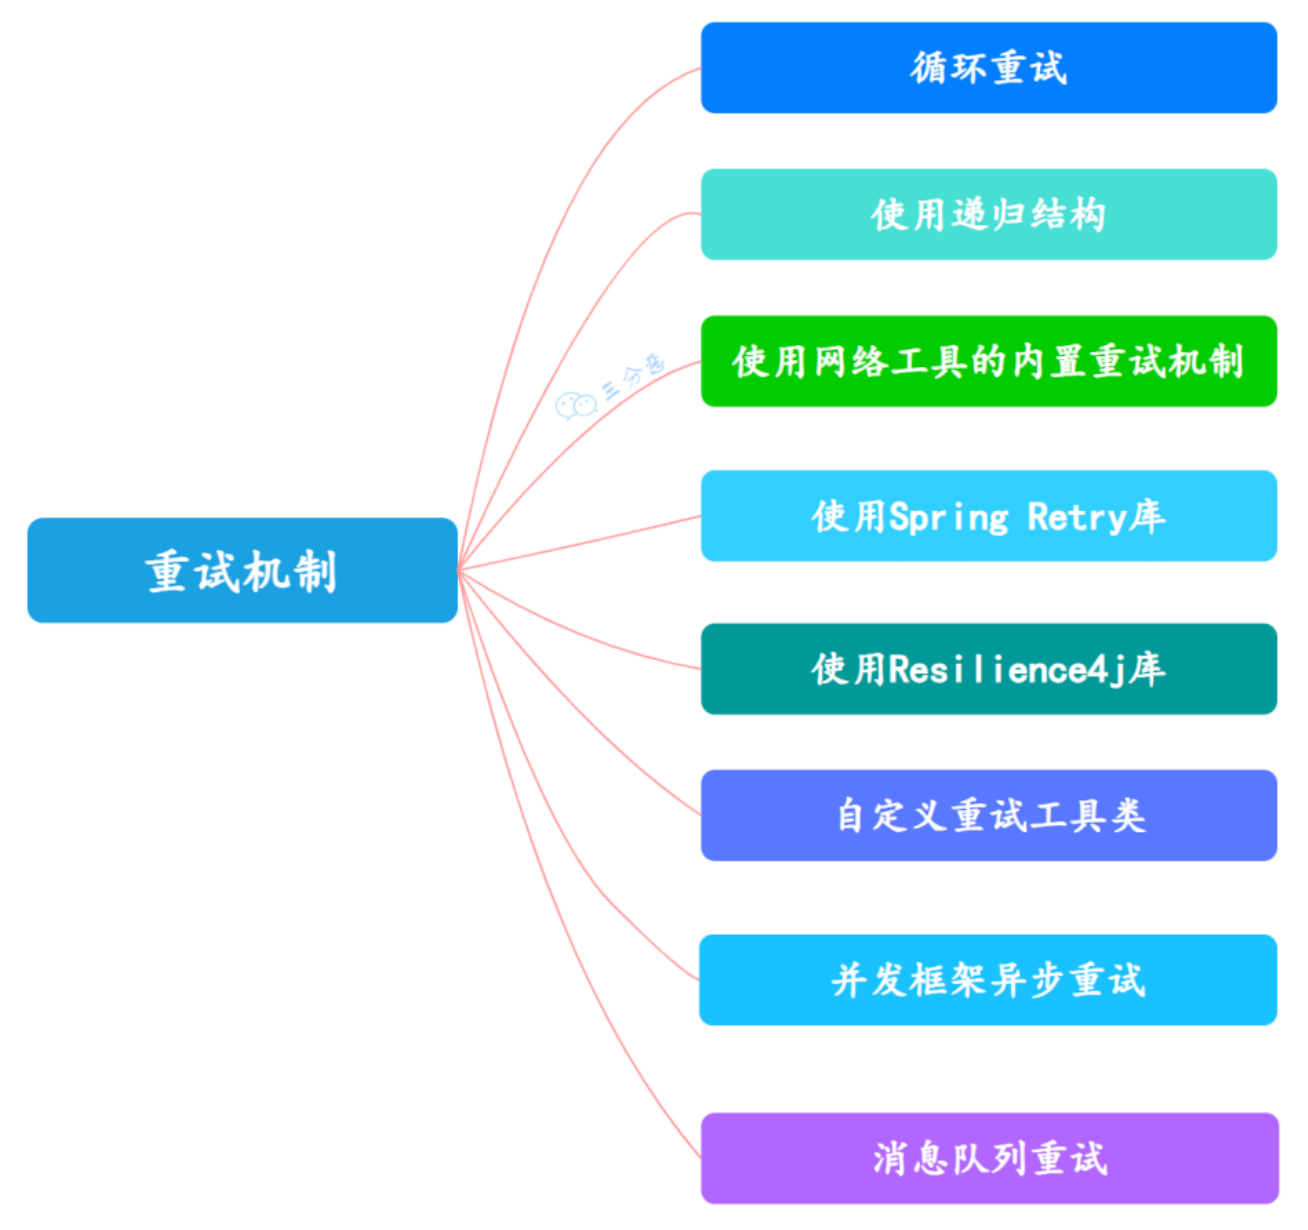 循环重试
使用递归结构
使用网络工具的内置重试机制
三分恶
使用Spring Retry库
重试机制
使用Resilience4j库
自定义重试工具类
并发框架异步重试
消息队列重试